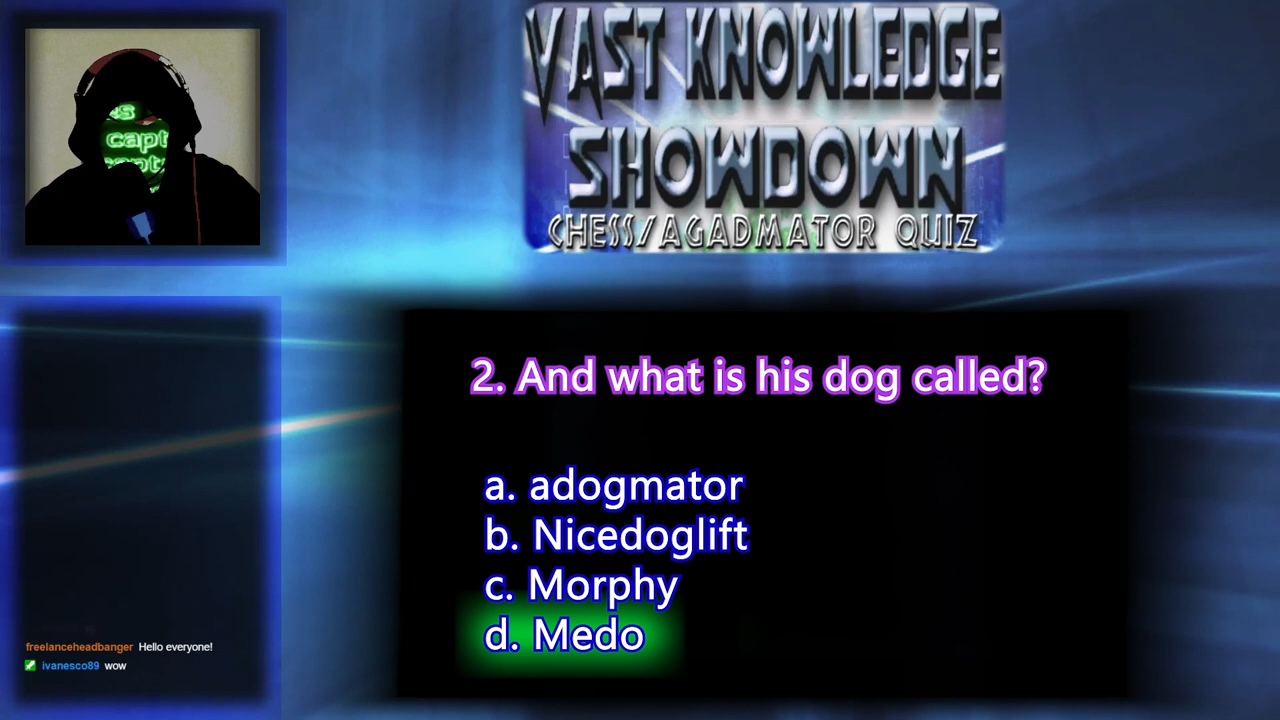 VAST KNOWLEDGE
SHOWDOWN
CHESS/AGADMATOR QUIZ
capt
2. And what is his dog called?
a. adogmator
b. Nicedoglift
c. Morphy
d. Medo
freelanceheadbanger Hello everyone!
ivanesco89 wow